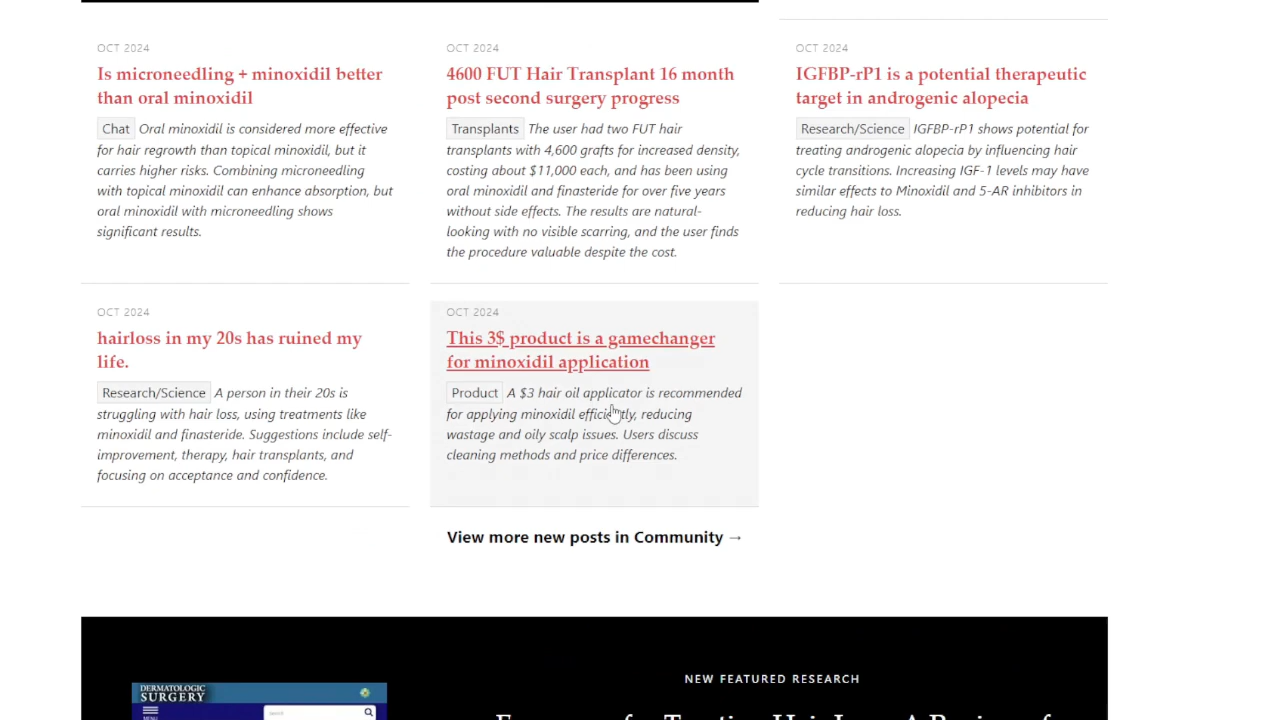 OCT 2024
Is microneedling + minoxidil better
than oral minoxidil
Chat Oral minoxidil is considered more effective
for hair regrowth than topical minoxidil, but it
carries higher risks. Combining microneedling
with topical minoxidil can enhance absorption, but
oral minoxidil with microneedling shows
significant results.
OCT 2024
4600 FUT Hair Transplant 16 month
post second surgery progress
Transplants The user had two FUT hair
transplants with 4,600 grafts for increased density,
costing about $11,000 each, and has been using
oral minoxidil and finasteride for over five years
without side effects. The results are natural-
looking with no visible scarring, and the user finds
the procedure valuable despite the cost.
OCT 2024
IGFBP-rP1 is a potential therapeutic
target in androgenic alopecia
Research/Science IGFBP-rP1 shows potential for
treating androgenic alopecia by influencing hair
cycle transitions. Increasing IGF-1 levels may have
similar effects to Minoxidil and 5-AR inhibitors in
reducing hair loss.
OCT 2024
hairloss in my 20s has ruined my
life.
Research/Science A person in their 20s is
struggling with hair loss, using treatments like
minoxidil and finasteride. Suggestions include self-
improvement, therapy, hair transplants, and
focusing on acceptance and confidence.
OCT 2024
This 3$ product is a gamechanger
for minoxidil application
Product A $3 hair oil applicator is recommended
for applying minoxidil efficiently, reducing
wastage and oily scalp issues. Users discuss
cleaning methods and price differences.
View more new posts in Community →
NEW FEATURED RESEARCH
DERMATOLOGIC
SURGERY
MENU
Search